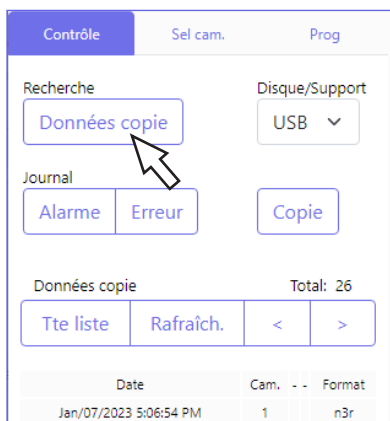 Contrôle Sel cam. Prog
Recherche Disque/Support
Données copie USB
Journal
Alarme Erreur Copie
Données copie Total: 26
Tte liste Rafraîch. < >
Date Cam. - - Format
Jan/07/2023 5:06:54 PM 1 n3r